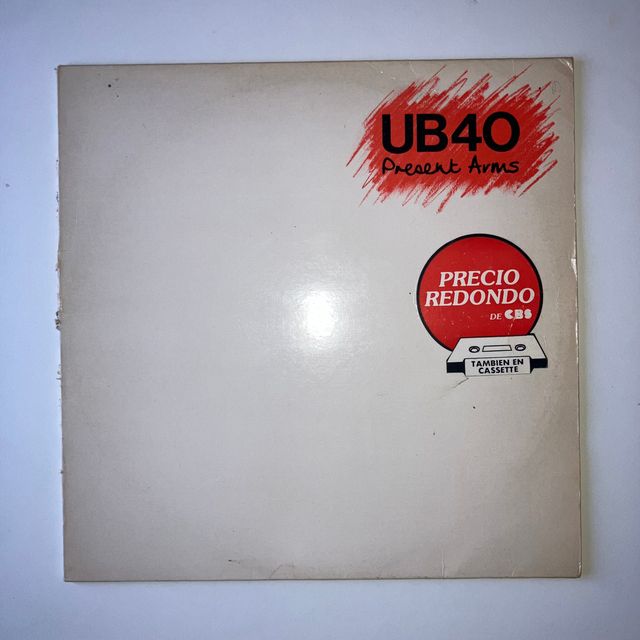 UB40
Present Arms
PRECIO
REDONDO
DE CBS
TAMBIEN EN
CASSETTE